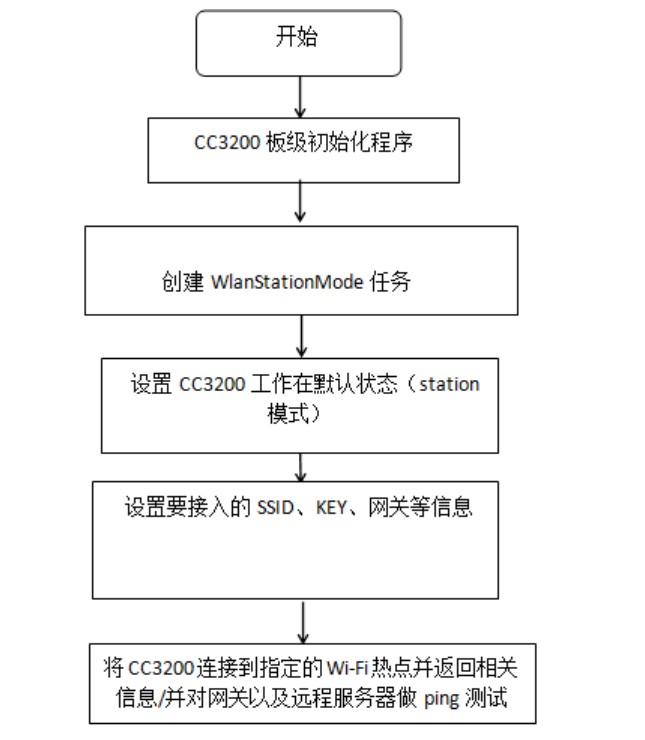 开始
CC3200 板级初始化程序
创建 WlanStationMode 任务
设置 CC3200 工作在默认状态（station
模式）
设置要接入的 SSID、KEY、网关等信息
将 CC3200 连接到指定的 Wi-Fi 热点并返回相关
信息/并对网关以及远程服务器做 ping 测试